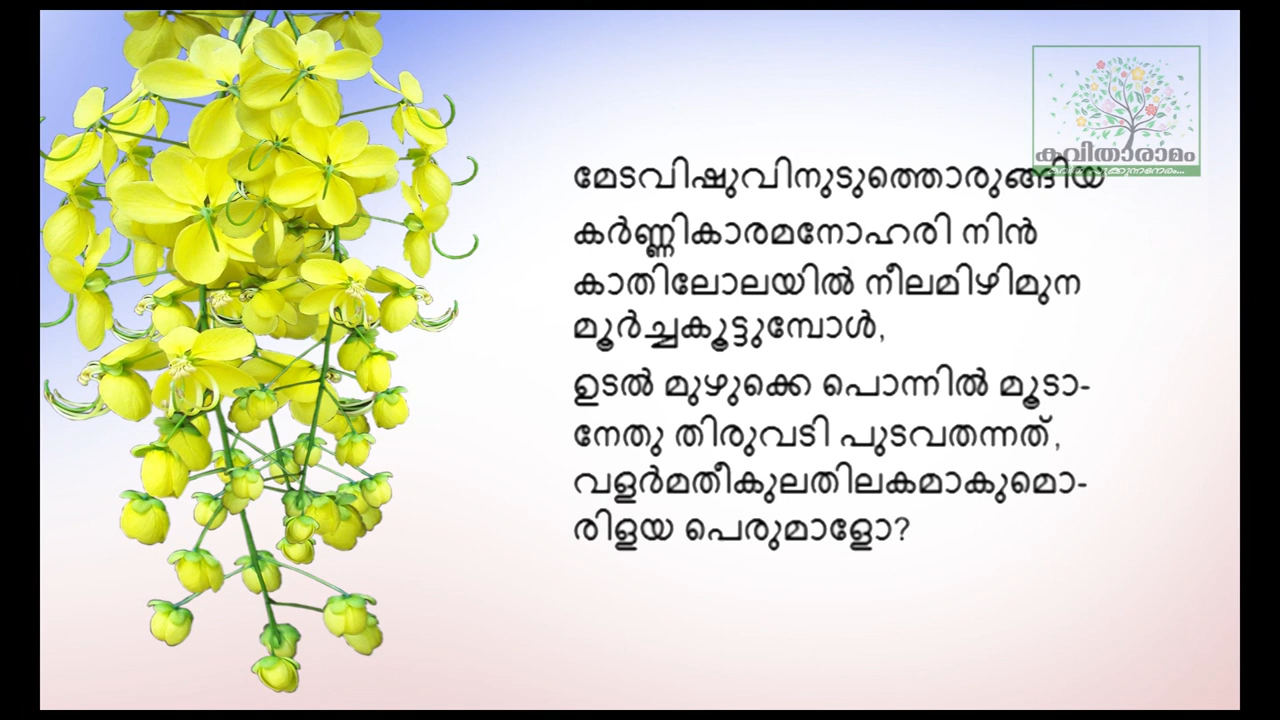 കവിതാരാമം
മേടവിഷുവിനുടുത്തൊരുങ്ങിയ
കർണ്ണികാരമനോഹരി നിൻ
കാതിലോലയിൽ നീലമിഴിമുന
മൂർച്ചകൂട്ടുമ്പോൾ,
ഉടൽ മുഴുക്കെ പൊന്നിൽ മൂടാ-
നേതു തിരുവടി പുടവതന്നത്,
വളർമതീകുലതിലകമാകുമൊ-
രിളയ പെരുമാളോ?